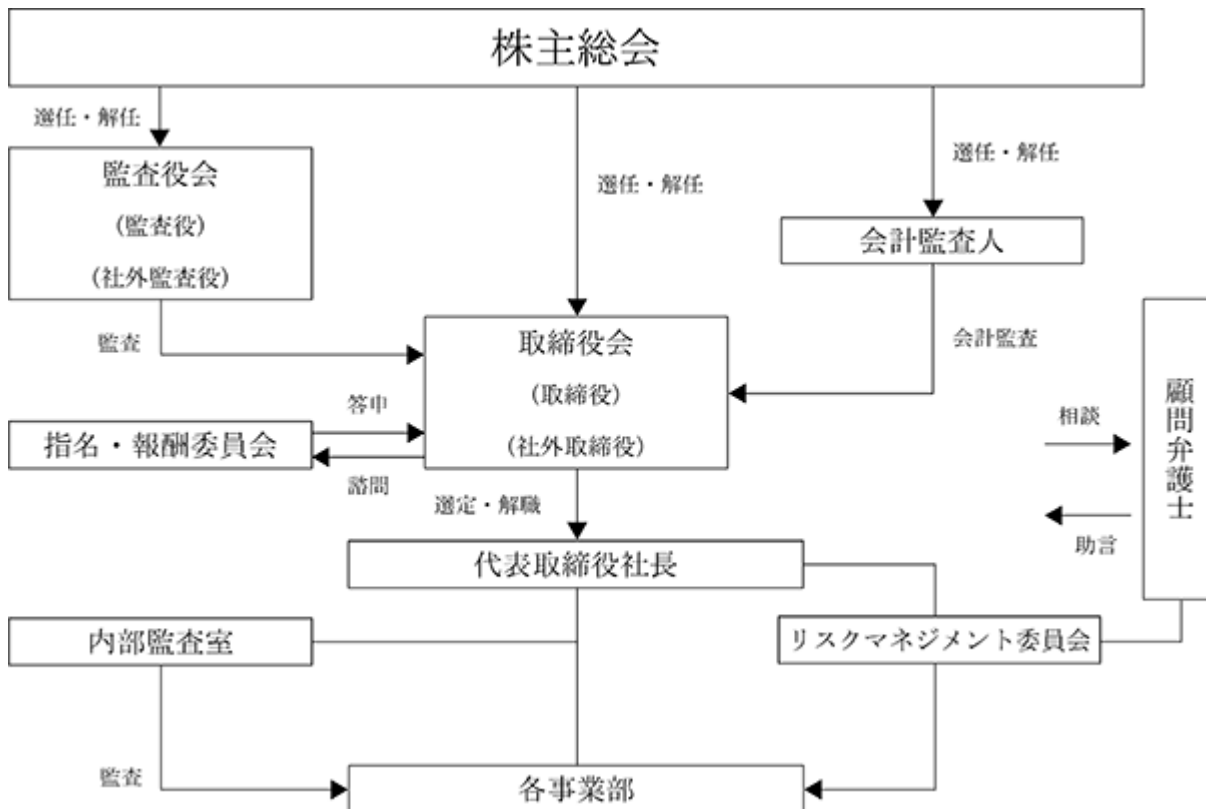 株主総会
選任・解任
監査役会
(監査役)
(社外監査役)
選任・解任
選任・解任
会計監査人
監査
取締役会
(取締役)
(社外取締役)
会計監査
答申
指名・報酬委員会
諮問
選定・解職
相談
顧問弁護士
助言
代表取締役社長
内部監査室
リスクマネジメント委員会
監査
各事業部